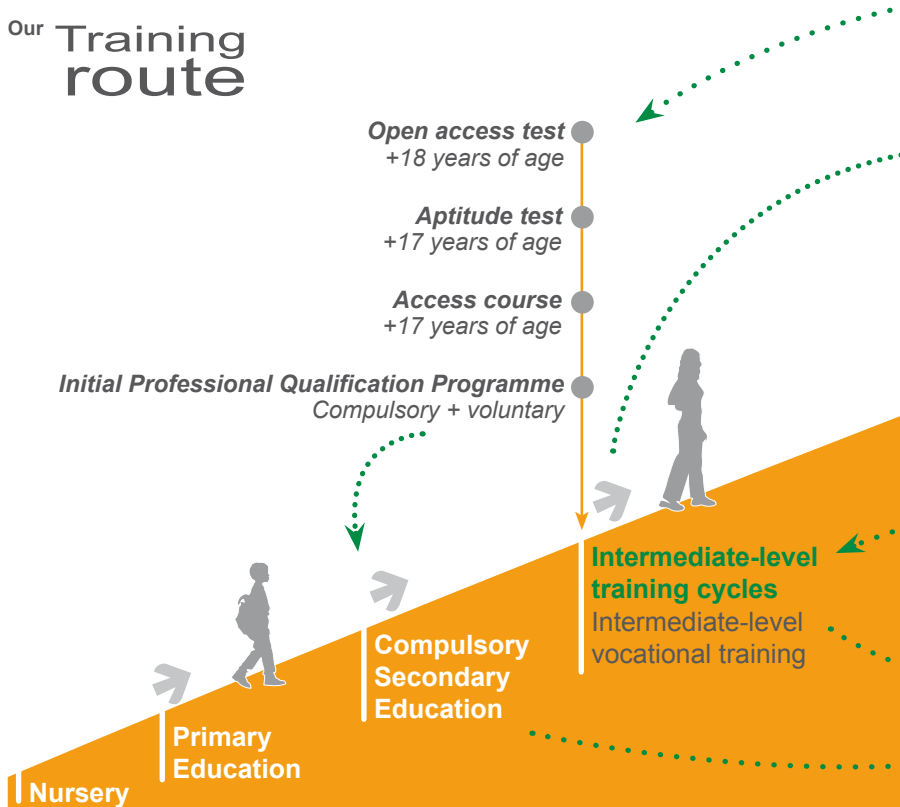 Our Training
route
Open access test
+18 years of age
Aptitude test
+17 years of age
Access course
+17 years of age
Initial Professional Qualification Programme
Compulsory + voluntary
Intermediate-level
training cycles
Intermediate-level
vocational training
Compulsory
Secondary
Education
Primary
Education
Nursery